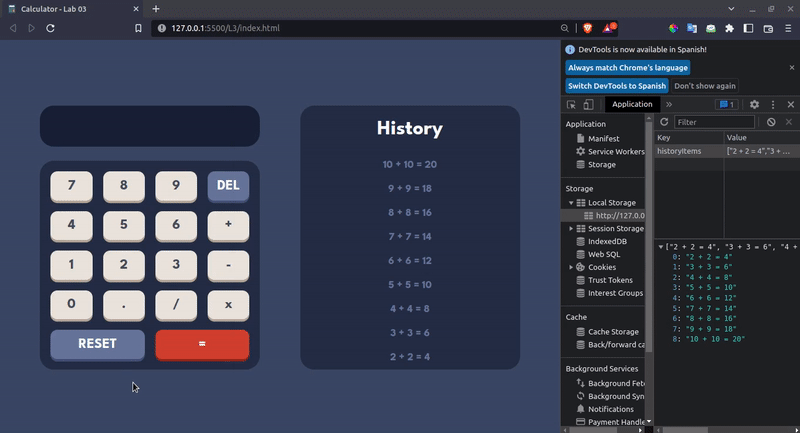 Calculator - Lab 03
127.0.0.1:5500/L3/index.html
7 8 9 DEL
4 5 6 +
1 2 3 -
0 . / x
RESET =
History
10 + 10 = 20
9 + 9 = 18
8 + 8 = 16
7 + 7 = 14
6 + 6 = 12
5 + 5 = 10
4 + 4 = 8
3 + 3 = 6
2 + 2 = 4
DevTools is now available in Spanish!
Always match Chrome's language
Switch DevTools to Spanish
Don't show again
Application
1
Application
Manifest
Service Workers
Storage
Storage
Local Storage
http://127.0.0
Session Storage
IndexedDB
Web SQL
Cookies
Trust Tokens
Interest Groups
Cache
Cache Storage
Back/forward ca
Background Services
Background Fetc
Background Syn
Notifications
Payment Handle
Filter
Key Value
historyItems ["2 + 2 = 4","3 + …
["2 + 2 = 4", "3 + 3 = 6", "4 +
0: "2 + 2 = 4"
1: "3 + 3 = 6"
2: "4 + 4 = 8"
3: "5 + 5 = 10"
4: "6 + 6 = 12"
5: "7 + 7 = 14"
6: "8 + 8 = 16"
7: "9 + 9 = 18"
8: "10 + 10 = 20"